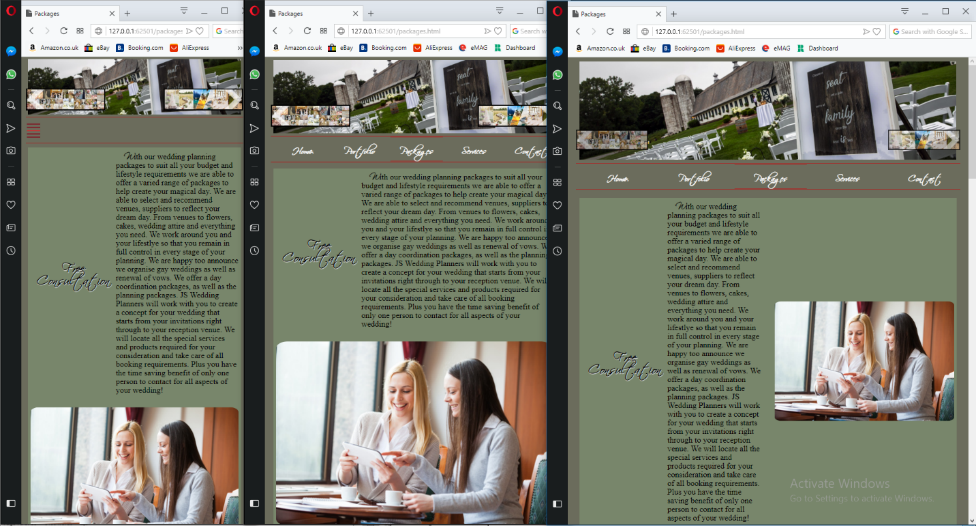 Packages
127.0.0.1:62501/packages
Amazon.co.uk eBay Booking.com AliExpress
Free
Consultation
With our wedding planning
packages to suit all your budget and
lifestyle requirements we are able to
offer a varied range of packages to
help create your magical day. We
are able to select and recommend
venues, suppliers to reflect your
dream day. From venues to flowers,
cakes, wedding attire and everything
you need. We work around you and
your lifestlye so that you remain in
full control in every stage of your
planning. We are happy too announce
we organise gay weddings as well as
renewal of vows. We offer a day
coordination packages, as well as the
planning packages. JS Wedding
Planners will work with you to create
a concept for your wedding that
starts from your invitations right
through to your reception venue. We
will locate all the special services
and products required for your
consideration and take care of all
booking requirements. Plus you have
the time saving benefit of only one
person to contact for all aspects of
your wedding!
Packages
127.0.0.1:62501/packages.html
Search
Amazon.co.uk eBay Booking.com AliExpress eMAG Dashboard
seat
family
Home Portfolio Packages Services Contact
Free
Consultation
With our wedding planning packages to suit all your
budget and lifestyle requirements we are able to offer a
varied range of packages to help create your magical day.
We are able to select and recommend venues, suppliers to
reflect your dream day. From venues to flowers, cakes,
wedding attire and everything you need. We work around
you and your lifestlye so that you remain in full control in
every stage of your planning. We are happy too announce
we organise gay weddings as well as renewal of vows. We
offer a day coordination packages, as well as the planning
packages. JS Wedding Planners will work with you to
create a concept for your wedding that starts from your
invitations right through to your reception venue. We will
locate all the special services and products required for
your consideration and take care of all booking
requirements. Plus you have the time saving benefit of
only one person to contact for all aspects of your
wedding!
Packages
127.0.0.1:62501/packages.html
Search with Google S
Amazon.co.uk eBay Booking.com AliExpress eMAG Dashboard
seat
family
Home Portfolio Packages Services Contact
Free
Consultation
With our wedding
planning packages to suit all
your budget and lifestyle
requirements we are able to
offer a varied range of
packages to help create your
magical day. We are able to
select and recommend
venues, suppliers to reflect
your dream day. From
venues to flowers, cakes,
wedding attire and
everything you need. We
work around you and your
lifestlye so that you remain
in full control in every stage
of your planning. We are
happy too announce we
organise gay weddings as
well as renewal of vows. We
offer a day coordination
packages, as well as the
planning packages. JS
Wedding Planners will work
with you to create a concept
for your wedding that starts
from your invitations right
through to your reception
venue. We will locate all the
special services and
products required for your
consideration and take care
of all booking requirements.
Plus you have the time
saving benefit of only one
person to contact for all
aspects of your wedding!
Activate Windows
Go to Settings to activate Windows.